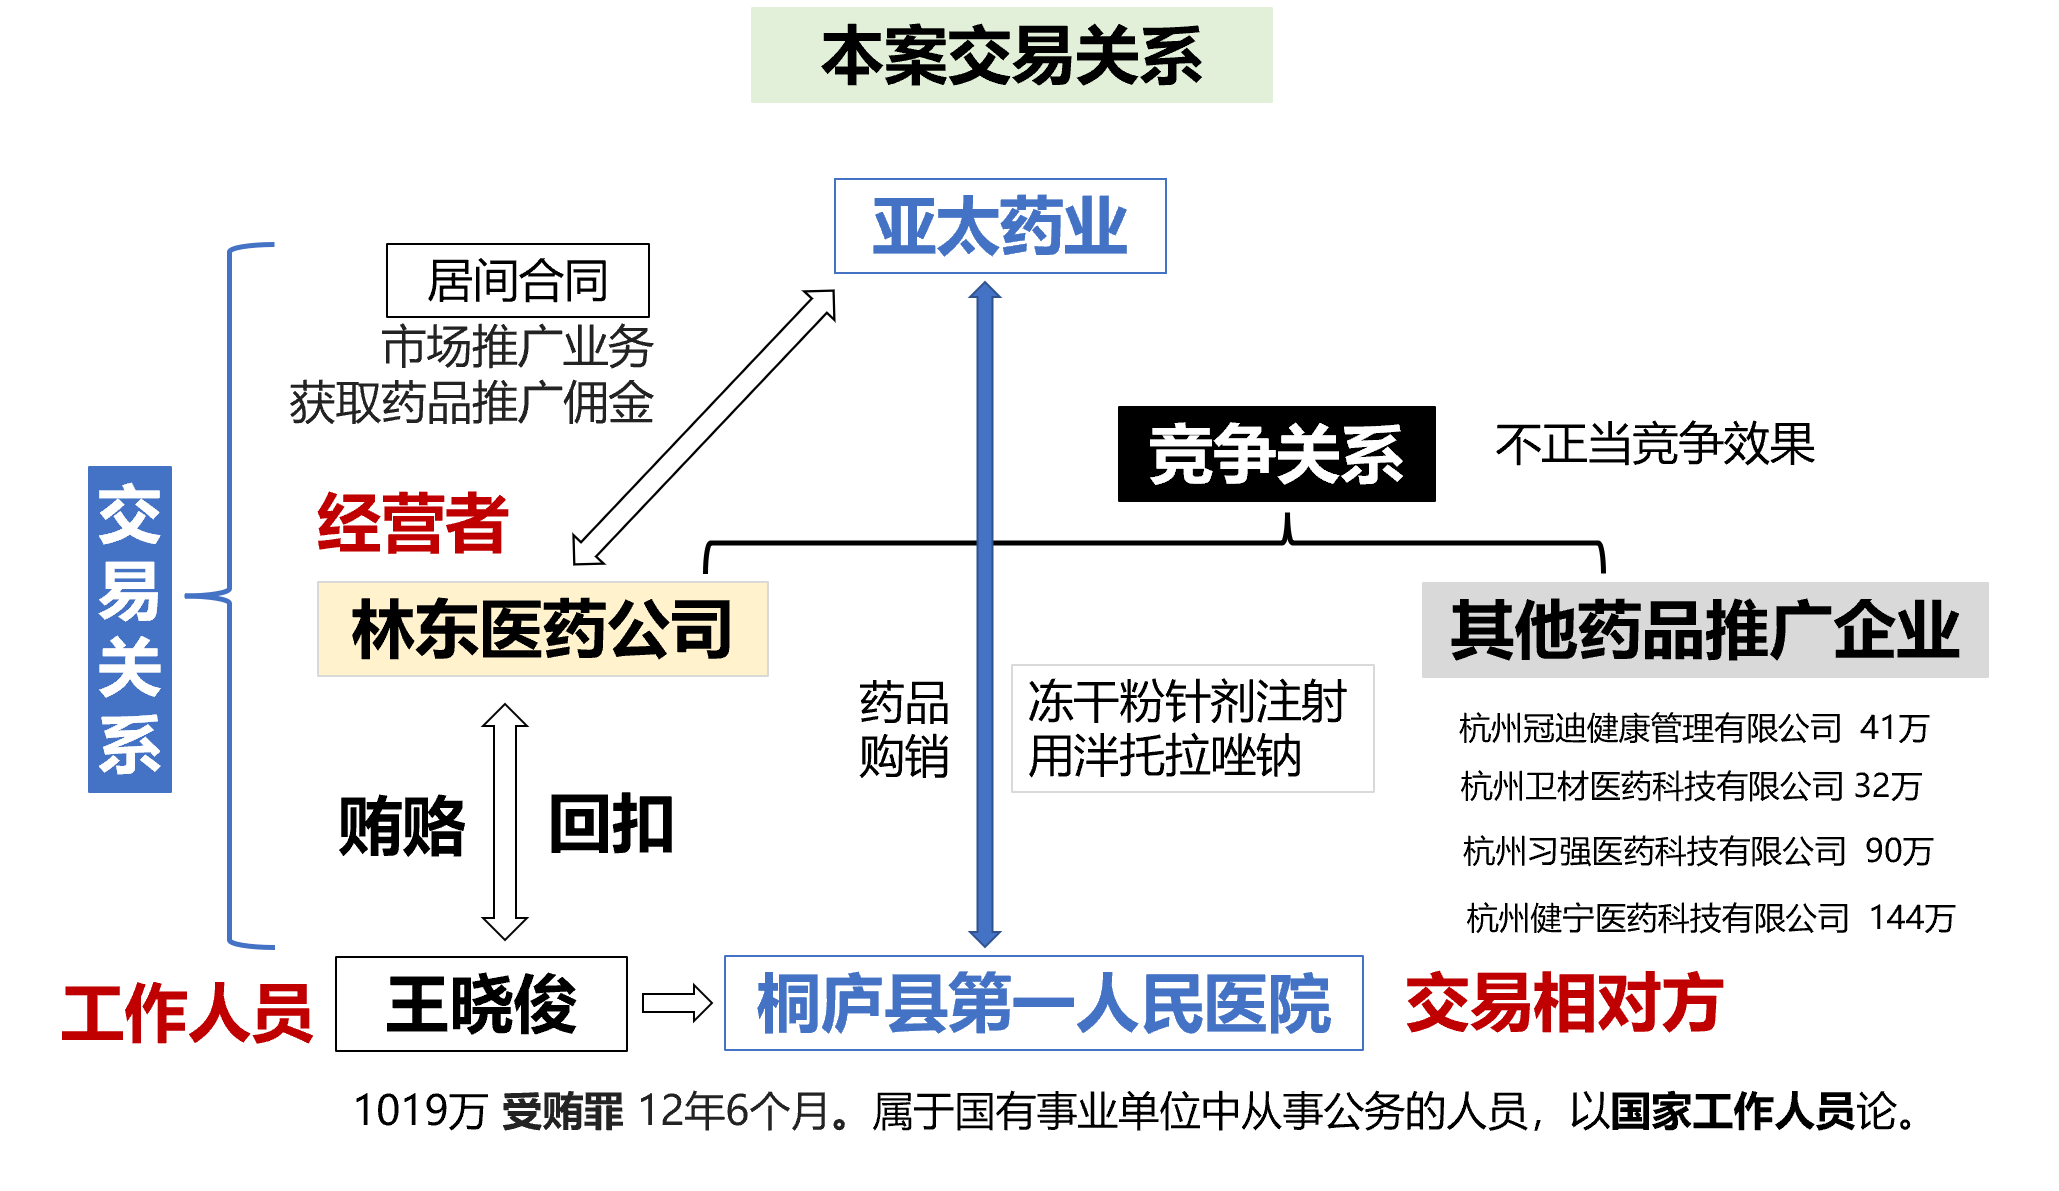 本案交易关系
亚太药业
居间合同
市场推广业务
获取药品推广佣金
竞争关系
不正当竞争效果
交易关系
经营者
林东医药公司
其他药品推广企业
药品
购销
冻干粉针剂注射
用泮托拉唑钠
杭州冠迪健康管理有限公司 41万
杭州卫材医药科技有限公司 32万
杭州习强医药科技有限公司 90万
杭州健宁医药科技有限公司 144万
贿赂
回扣
工作人员
王晓俊
桐庐县第一人民医院
交易相对方
1019万 受贿罪 12年6个月。属于国有事业单位中从事公务的人员，以国家工作人员论。